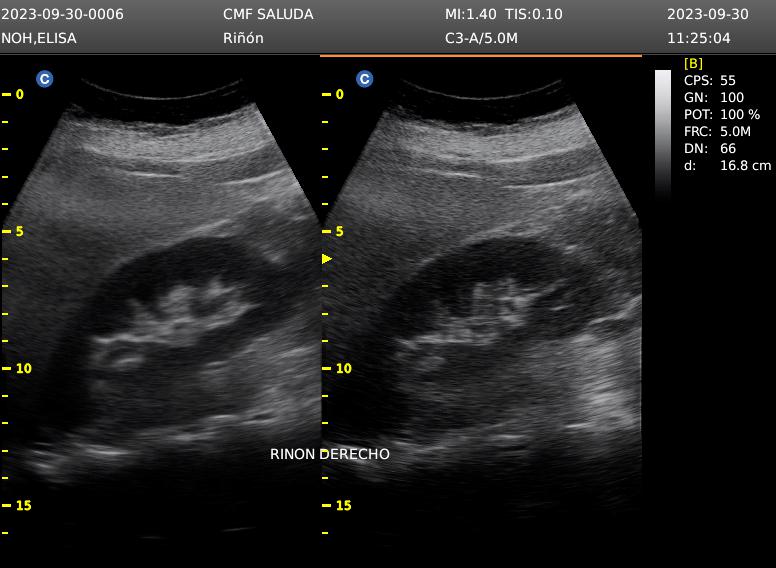 2023-09-30-0006 CMF SALUDA MI:1.40 TIS:0.10 2023-09-30
NOH,ELISA Riñón C3-A/5.0M 11:25:04
[B]
C C
CPS: 55
GN: 100
POT: 100 %
FRC: 5.0M
DN: 66
d: 16.8 cm
0 0
5 5
10 10
RINON DERECHO
15 15